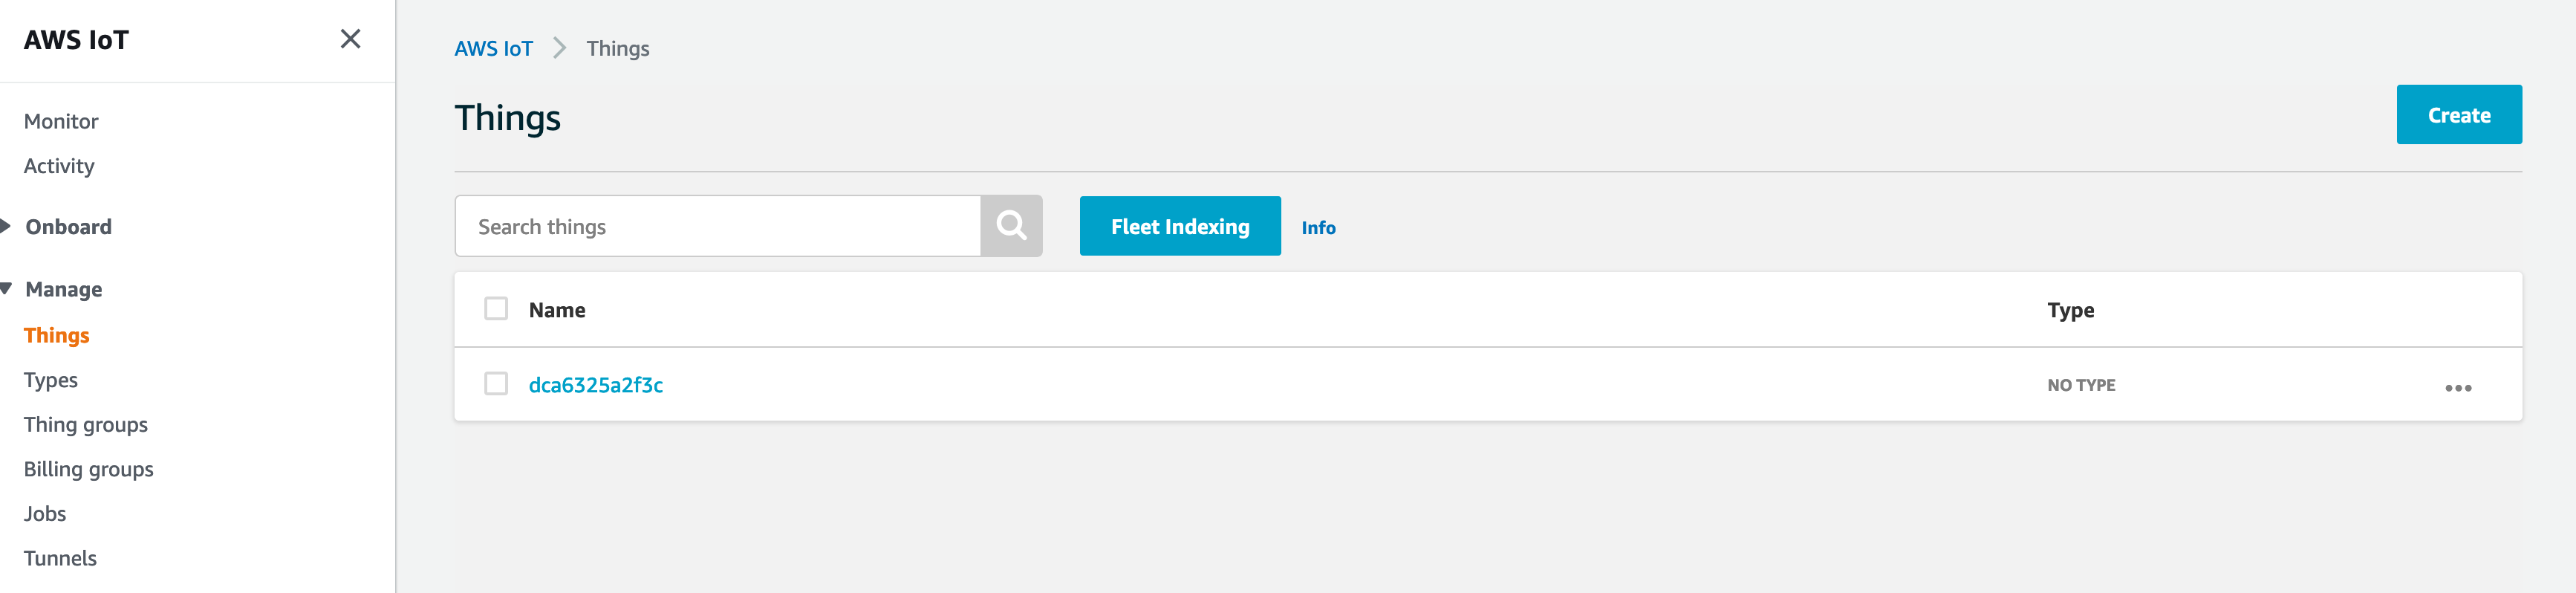 AWS IoT
Monitor
Activity
Onboard
Manage
Things
Types
Thing groups
Billing groups
Jobs
Tunnels
AWS IoT > Things
Things
Create
Search things
Fleet Indexing
Info
Name Type
dca6325a2f3c NO TYPE